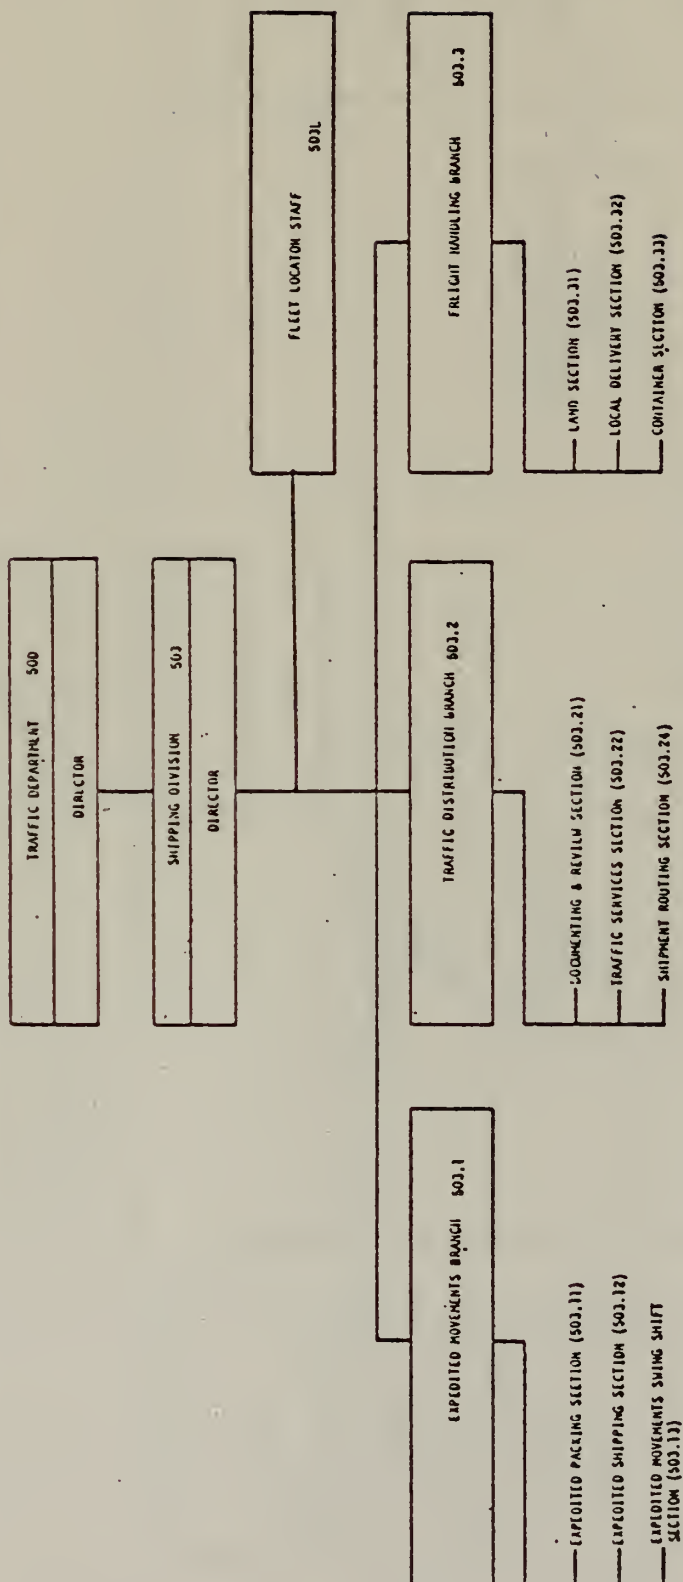 TRAFFIC DEPARTMENT 500
DIRECTOR
SHIPPING DIVISION 503
DIRECTOR
FLEET LOCATOR STAFF
503L
EXPEDITED MOVEMENTS BRANCH 503.1
EXPEDITED PACKING SECTION (503.11)
EXPEDITED SHIPPING SECTION (503.12)
EXPEDITED MOVEMENTS SWING SHIFT
SECTION (503.13)
TRAFFIC DISTRIBUTION BRANCH 503.2
DOCUMENTING & REVIEW SECTION (503.21)
TRAFFIC SERVICES SECTION (503.22)
SHIPMENT ROUTING SECTION (503.24)
FREIGHT HANDLING BRANCH 503.3
LAND SECTION (503.31)
LOCAL DELIVERY SECTION (503.32)
CONTAINER SECTION (503.33)